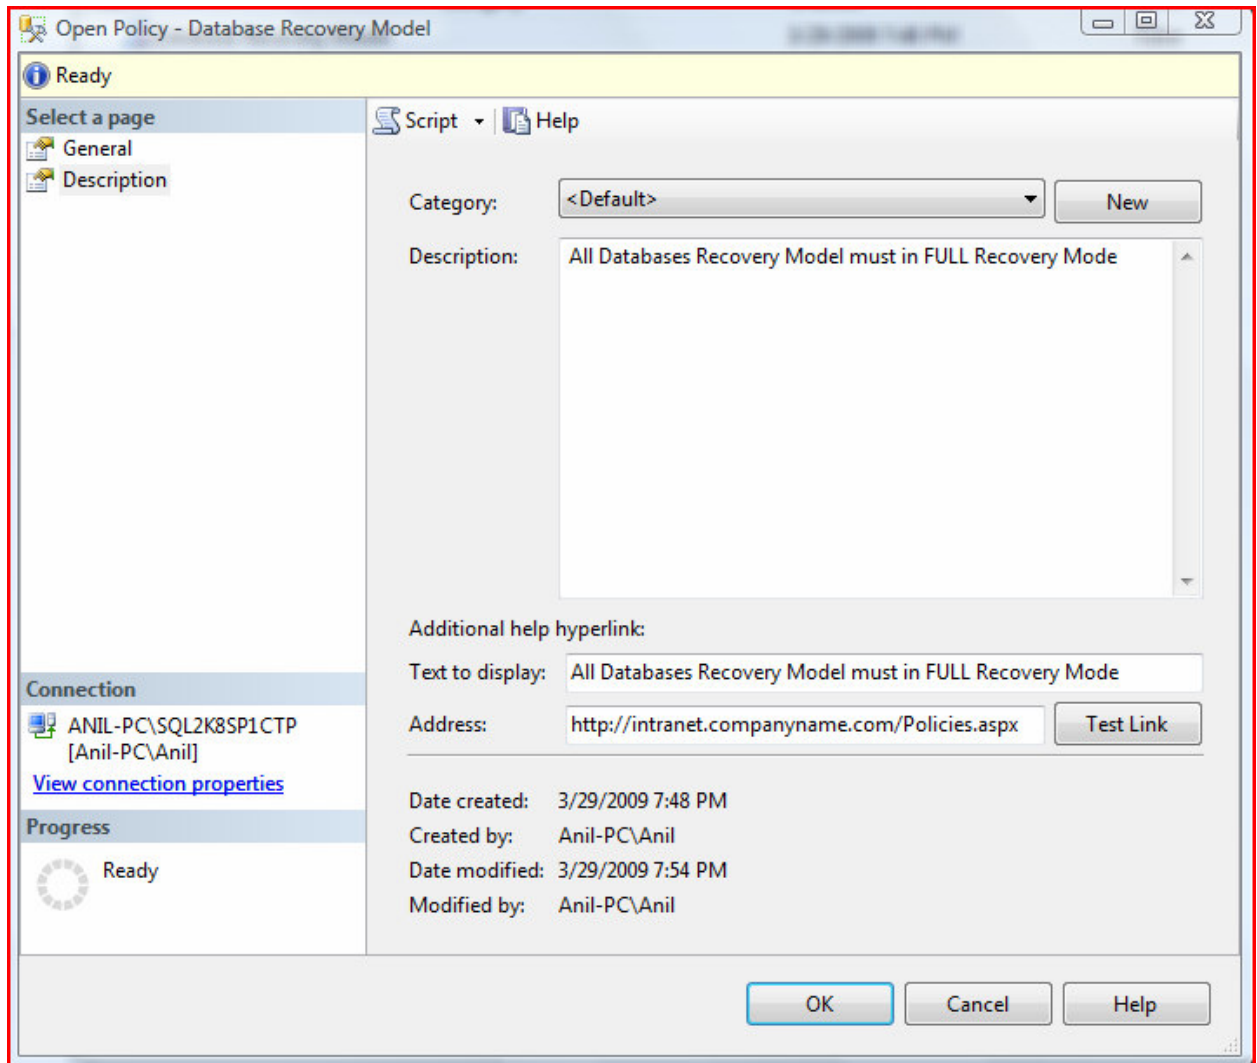 Open Policy - Database Recovery Model
Ready
Select a page
General
Description
Script
Help
Category:
<Default>
New
Description:
All Databases Recovery Model must in FULL Recovery Mode
Additional help hyperlink:
Text to display:
All Databases Recovery Model must in FULL Recovery Mode
Address:
http://intranet.companyname.com/Policies.aspx
Test Link
Connection
ANIL-PC\SQL2K8SP1CTP
[Anil-PC\Anil]
View connection properties
Progress
Ready
Date created: 3/29/2009 7:48 PM
Created by: Anil-PC\Anil
Date modified: 3/29/2009 7:54 PM
Modified by: Anil-PC\Anil
OK
Cancel
Help